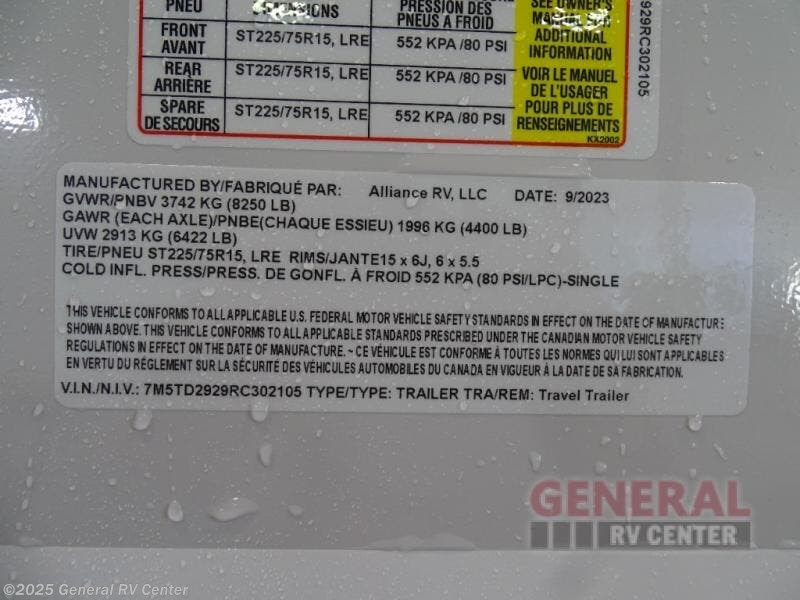 PNEU DIMENSIONS PRESSION DES PNEUS A FROID SEE OWNER'S MANUAL FOR ADDITIONAL INFORMATION
FRONT AVANT ST225/75R15, LRE 552 KPA /80 PSI
REAR ARRIÈRE ST225/75R15, LRE 552 KPA /80 PSI VOIR LE MANUEL DE L'USAGER POUR PLUS DE RENSEIGNEMENTS
SPARE DE SECOURS ST225/75R15, LRE 552 KPA /80 PSI
KX2002
929RC302105
MANUFACTURED BY/FABRIQUÉ PAR: Alliance RV, LLC DATE: 9/2023
GVWR/PNBV 3742 KG (8250 LB)
GAWR (EACH AXLE)/PNBE(CHAQUE ESSIEU) 1996 KG (4400 LB)
UVW 2913 KG (6422 LB)
TIRE/PNEU ST225/75R15, LRE RIMS/JANTE15 x 6J, 6 x 5.5
COLD INFL. PRESS/PRESS. DE GONFL. À FROID 552 KPA (80 PSI/LPC)-SINGLE
THIS VEHICLE CONFORMS TO ALL APPLICABLE U.S. FEDERAL MOTOR VEHICLE SAFETY STANDARDS IN EFFECT ON THE DATE OF MANUFACTURE
SHOWN ABOVE. THIS VEHICLE CONFORMS TO ALL APPLICABLE STANDARDS PRESCRIBED UNDER THE CANADIAN MOTOR VEHICLE SAFETY
REGULATIONS IN EFFECT ON THE DATE OF MANUFACTURE. ~ CE VÉHICULE EST CONFORME À TOUTES LES NORMES QUI LUI SONT APPLICABLES
EN VERTU DU RÉGLEMENT SUR LA SÉCURITÉ DES VÉHICULES AUTOMOBILES DU CANADA EN VIGUEUR À LA DATE DE SA FABRICATION.
V.I.N./N.I.V.: 7M5TD2929RC302105 TYPE/TYPE: TRAILER TRA/REM: Travel Trailer
GENERAL
RV CENTER
©2025 General RV Center